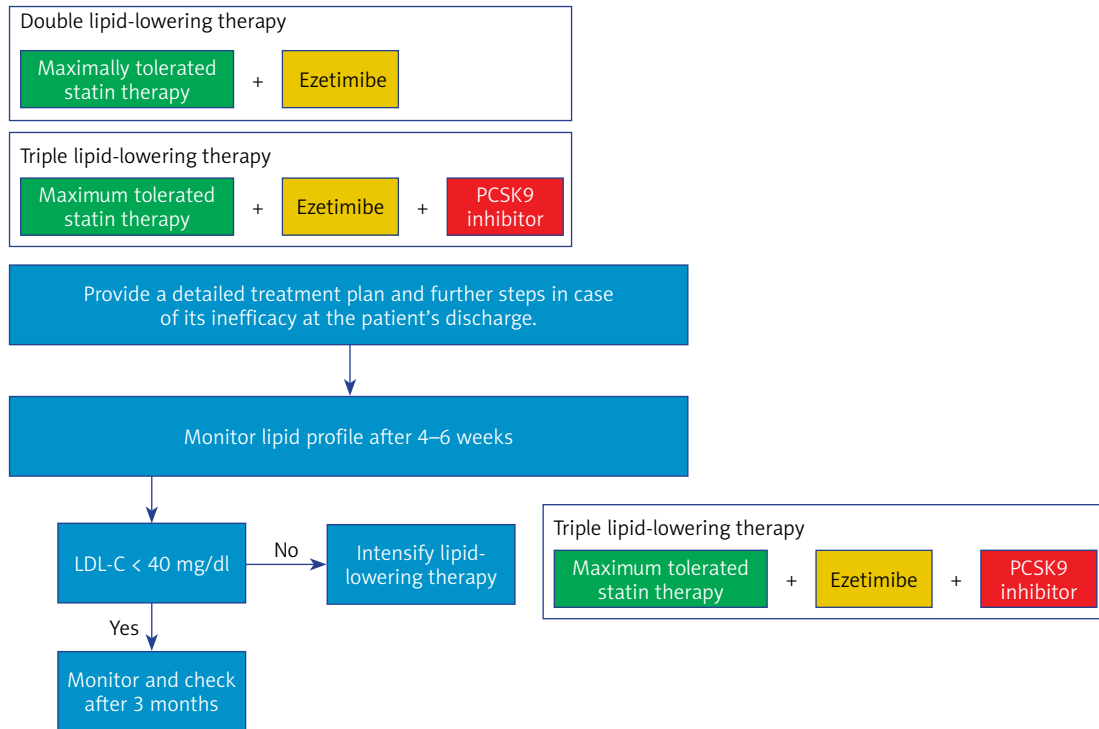 Double lipid-lowering therapy
Maximally tolerated
statin therapy
+
Ezetimibe
Triple lipid-lowering therapy
Maximum tolerated
statin therapy
+
Ezetimibe
+
PCSK9
inhibitor
Provide a detailed treatment plan and further steps in case
of its inefficacy at the patient’s discharge.
Monitor lipid profile after 4–6 weeks
LDL-C < 40 mg/dl
No
Intensify lipid-
lowering therapy
Triple lipid-lowering therapy
Maximum tolerated
statin therapy
+
Ezetimibe
+
PCSK9
inhibitor
Yes
Monitor and check
after 3 months